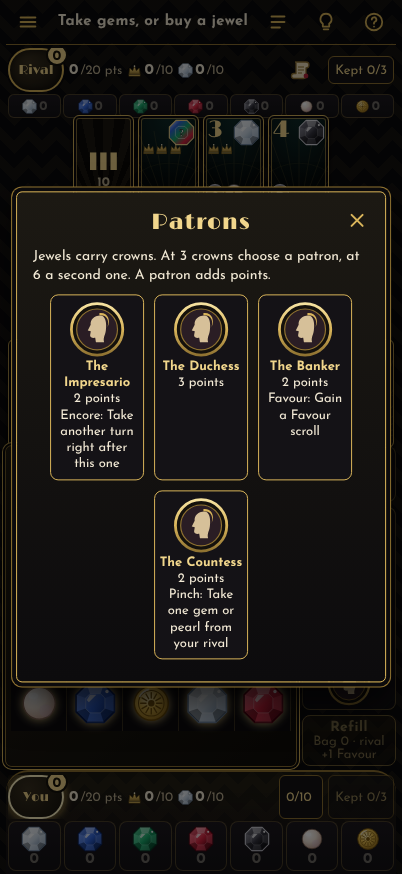 Take gems, or buy a jewel
0
Rival
0/20 pts
0/10
0/10
Kept 0/3
0
0
0
0
0
0
0
III
10
3
4
Patrons
Jewels carry crowns. At 3 crowns choose a patron, at
6 a second one. A patron adds points.
The
Impresario
2 points
Encore: Take
another turn
right after
this one
The Duchess
3 points
The Banker
2 points
Favour: Gain
a Favour
scroll
The Countess
2 points
Pinch: Take
one gem or
pearl from
your rival
Refill
Bag 0 · rival
+1 Favour
0
You
0/20 pts
0/10
0/10
0/10
Kept 0/3
0
0
0
0
0
0
0